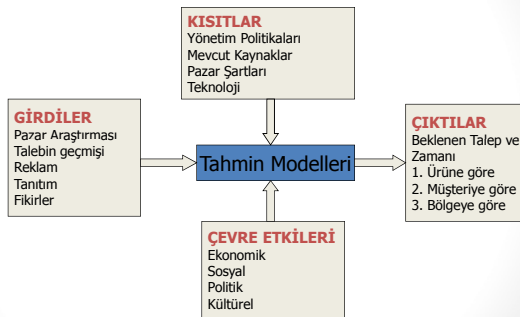 KISITLAR
Yönetim Politikaları
Mevcut Kaynaklar
Pazar Şartları
Teknoloji
GİRDİLER
Pazar Araştırması
Talebin geçmişi
Reklam
Tanıtım
Fikirler
Tahmin Modelleri
ÇIKTILAR
Beklenen Talep ve
Zamanı
1. Ürüne göre
2. Müşteriye göre
3. Bölgeye göre
ÇEVRE ETKİLERİ
Ekonomik
Sosyal
Politik
Kültürel